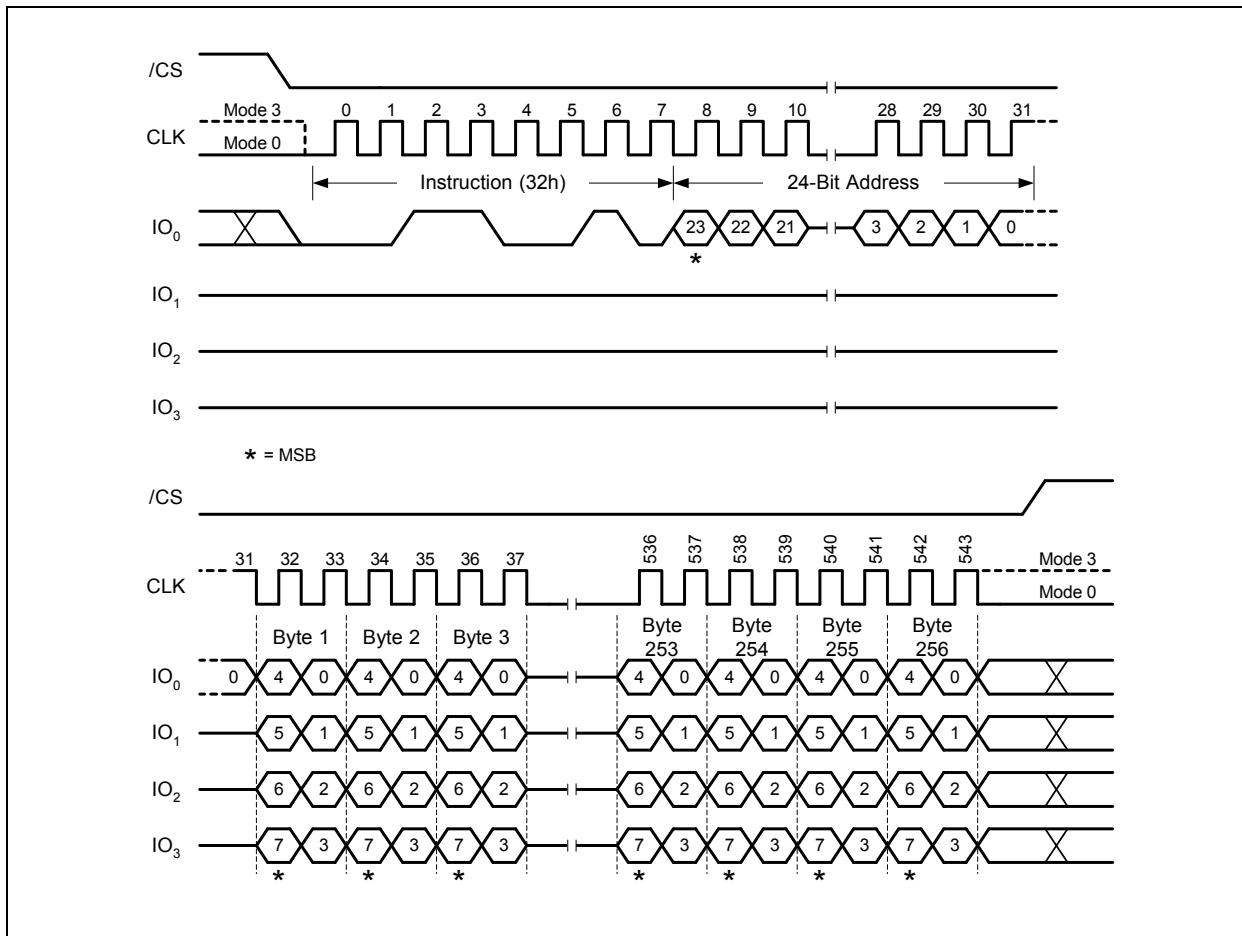 /CS
Mode 3 0 1 2 3 4 5 6 7 8 9 10 28 29 30 31
CLK
Mode 0
Instruction (32h) 24-Bit Address
IO0 23 22 21 3 2 1 0
*
IO1
IO2
IO3
* = MSB
/CS
31 32 33 34 35 36 37 536 537 538 539 540 541 542 543 Mode 3
CLK
Mode 0
Byte 1 Byte 2 Byte 3 Byte 253 Byte 254 Byte 255 Byte 256
IO0 0 4 0 4 0 4 0 4 0 4 0 4 0 4 0
IO1 5 1 5 1 5 1 5 1 5 1 5 1 5 1
IO2 6 2 6 2 6 2 6 2 6 2 6 2 6 2
IO3 7 3 7 3 7 3 7 3 7 3 7 3 7 3
* * * * * * *